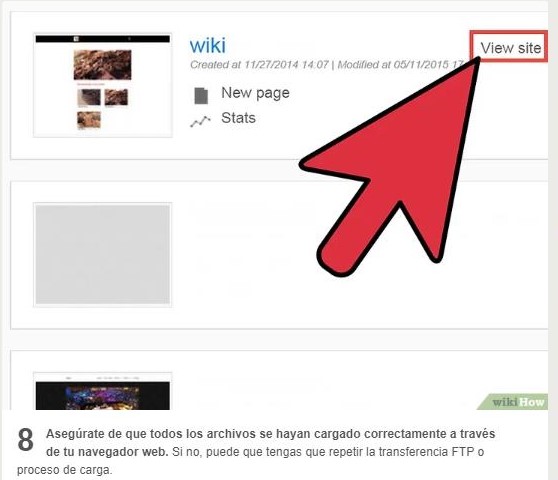 wiki
View site
Created at 11/27/2014 14:07 | Modified at 05/11/2015 17
New page
Stats
wikiHow
8 Asegúrate de que todos los archivos se hayan cargado correctamente a través
de tu navegador web. Si no, puede que tengas que repetir la transferencia FTP o
proceso de carga.